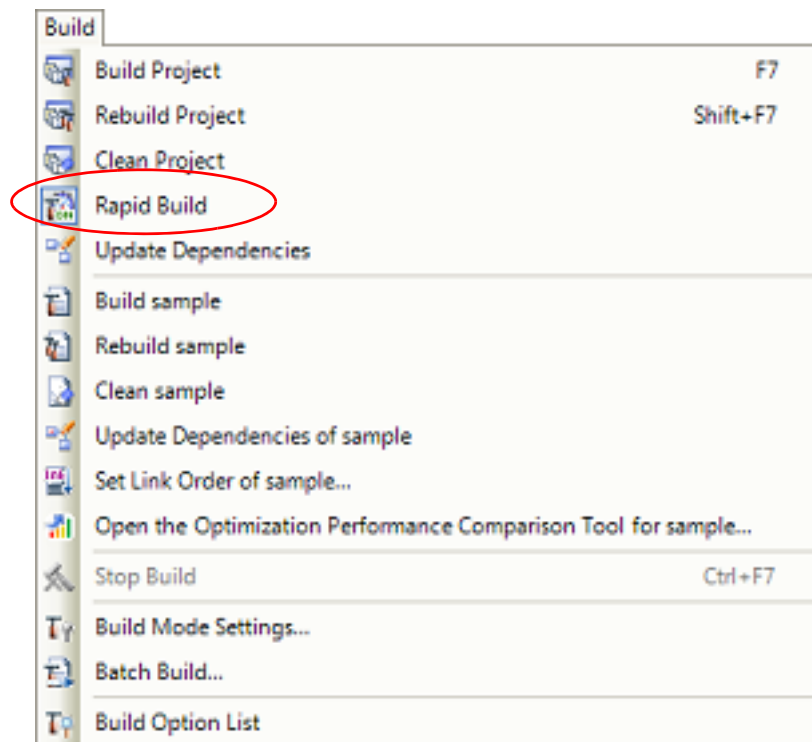 Build
Build Project F7
Rebuild Project Shift+F7
Clean Project
Rapid Build
Update Dependencies
Build sample
Rebuild sample
Clean sample
Update Dependencies of sample
Set Link Order of sample...
Open the Optimization Performance Comparison Tool for sample...
Stop Build Ctrl+F7
Build Mode Settings...
Batch Build...
Build Option List